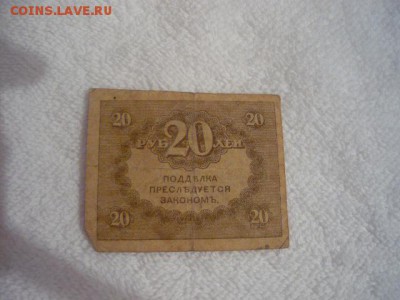 COINS.LAVE.RU
20 20
РУБ 20 ЛЕЙ
ПОДДѢЛКА
ПРЕСЛѢДУЕТСЯ
ЗАКОНОМЪ.
20 20